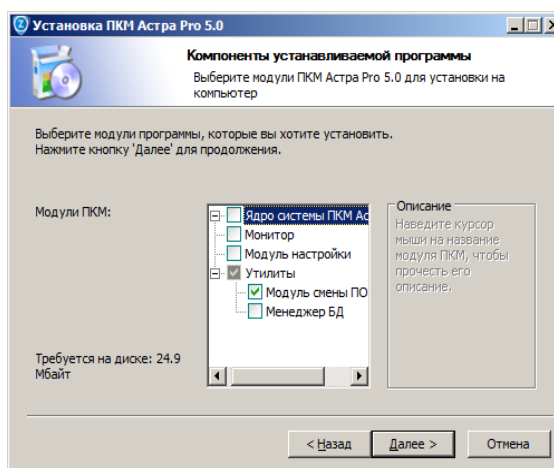 Установка ПКМ Астра Pro 5.0
Компоненты устанавливаемой программы
Выберите модули ПКМ Астра Pro 5.0 для установки на
компьютер
Выберите модули программы, которые вы хотите установить.
Нажмите кнопку 'Далее' для продолжения.
Модули ПКМ:
Ядро системы ПКМ Ас
Монитор
Модуль настройки
Утилиты
Модуль смены ПО
Менеджер БД
Описание
Наведите курсор
мыши на название
модуля ПКМ, чтобы
прочесть его
описание.
Требуется на диске: 24.9
Мбайт
< Назад
Далее >
Отмена